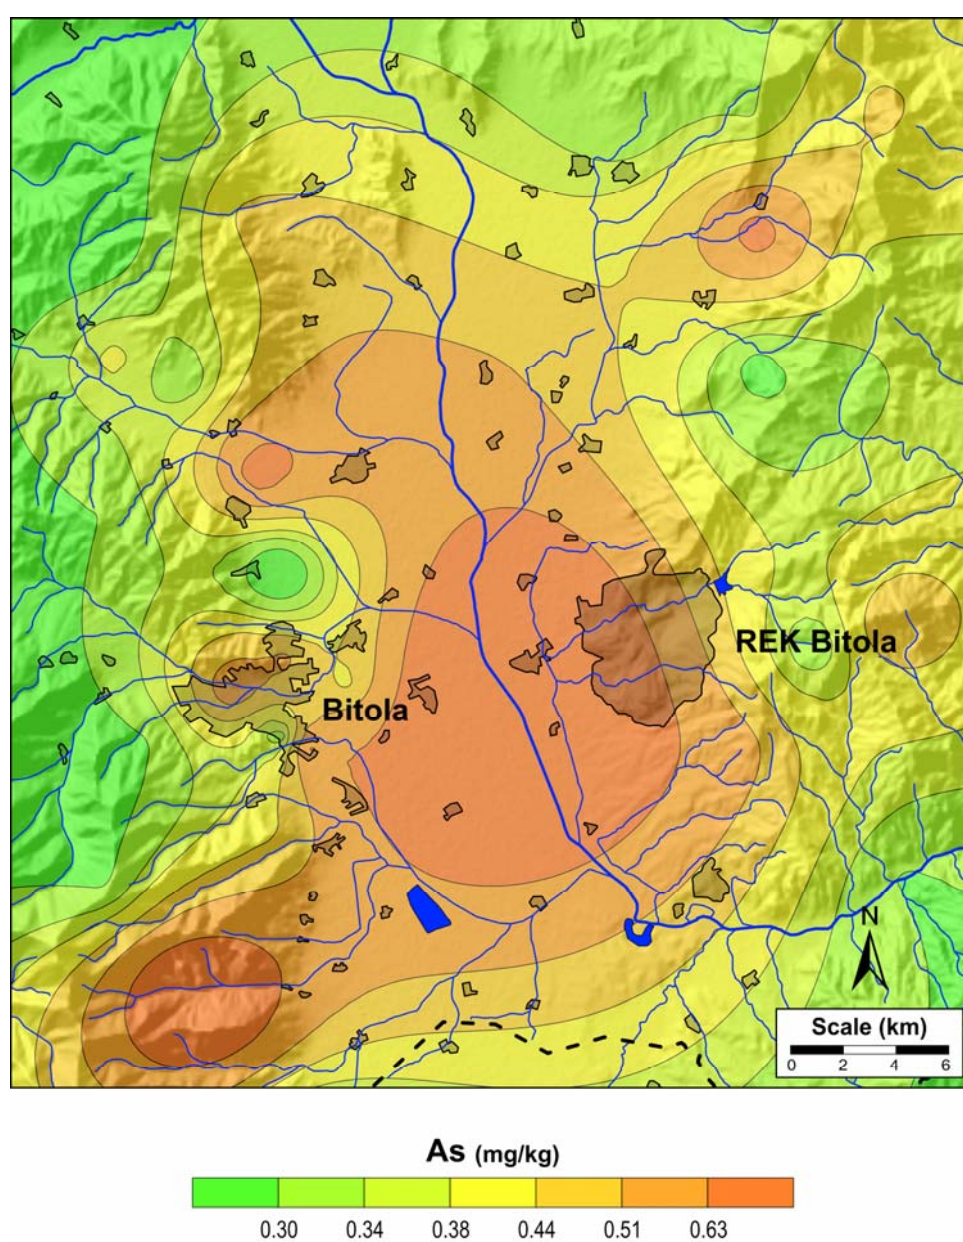 REK Bitola
Bitola
N
Scale (km)
0 2 4 6
As (mg/kg)
0.30 0.34 0.38 0.44 0.51 0.63